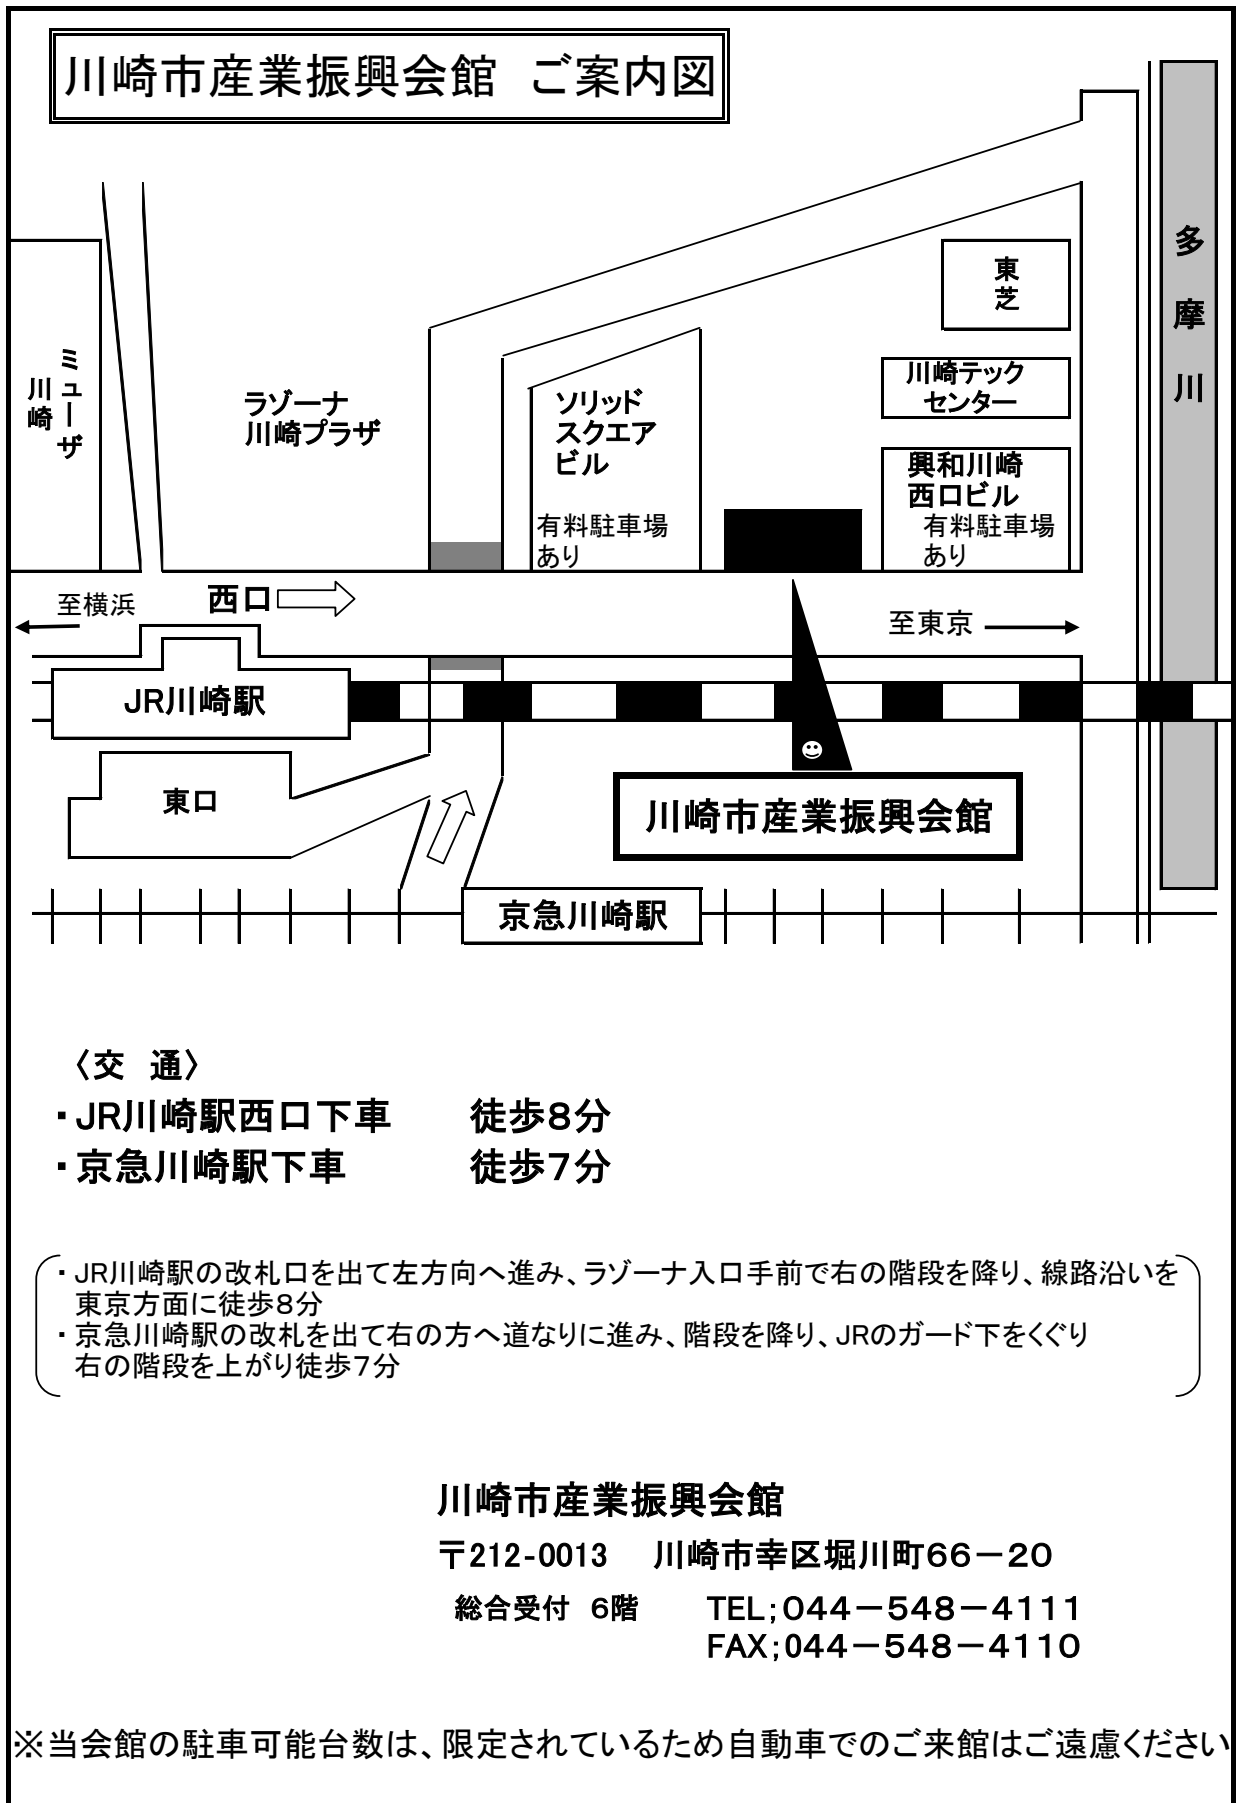 川崎市産業振興会館　ご案内図
多摩川
東芝
ミューザ
川崎
ラゾーナ
川崎プラザ
ソリッド
スクエア
ビル
有料駐車場
あり
川崎テック
センター
興和川崎
西口ビル
有料駐車場
あり
至横浜
西口
至東京
JR川崎駅
東口
川崎市産業振興会館
京急川崎駅
〈交　通〉
・JR川崎駅西口下車　　徒歩８分
・京急川崎駅下車　　　徒歩７分
・JR川崎駅の改札口を出て左方向へ進み、ラゾーナ入口手前で右の階段を降り、線路沿いを
東京方面に徒歩８分
・京急川崎駅の改札を出て右の方へ道なりに進み、階段を降り、JRのガード下をくぐり
右の階段を上がり徒歩７分
川崎市産業振興会館
〒212-0013　川崎市幸区堀川町６６－２０
総合受付　６階　　TEL；０４４－５４８－４１１１
FAX；０４４－５４８－４１１０
※当会館の駐車可能台数は、限定されているため自動車でのご来館はご遠慮ください